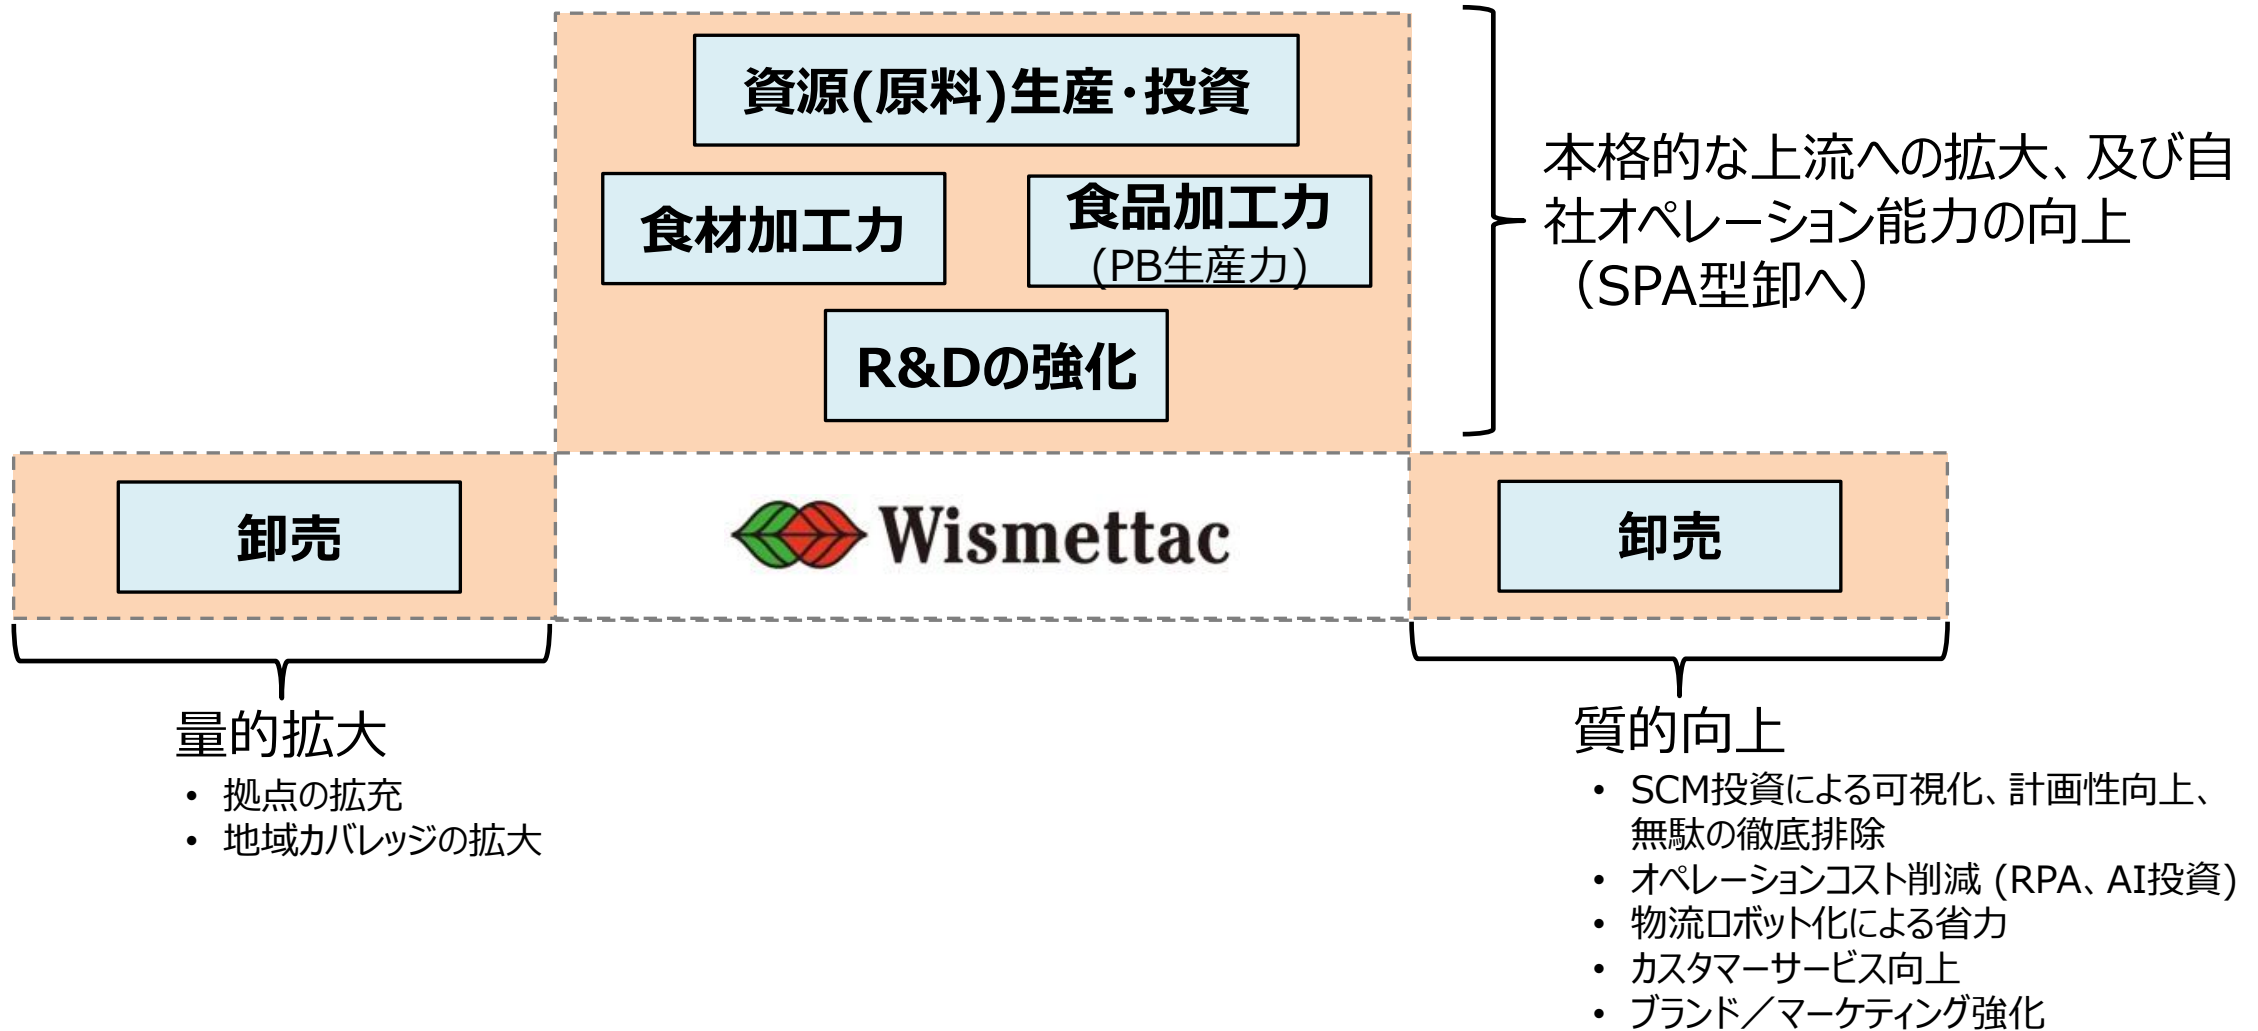 資源(原料)生産・投資
食材加工力
食品加工力
(PB生産力)
R&Dの強化
本格的な上流への拡大、及び自
社オペレーション能力の向上
（SPA型卸へ）
卸売
Wismettac
卸売
量的拡大
• 拠点の拡充
• 地域カバレッジの拡大
質的向上
• SCM投資による可視化、計画性向上、
無駄の徹底排除
• オペレーションコスト削減 (RPA、AI投資)
• 物流ロボット化による省力
• カスタマーサービス向上
• ブランド／マーケティング強化